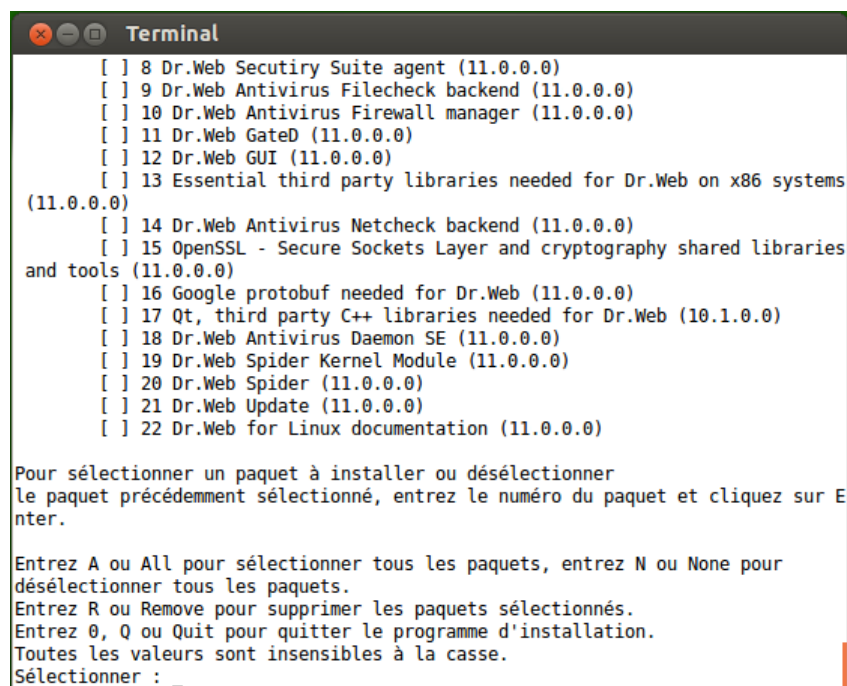 Terminal
[ ] 8 Dr.Web Secutiry Suite agent (11.0.0.0)
[ ] 9 Dr.Web Antivirus Filecheck backend (11.0.0.0)
[ ] 10 Dr.Web Antivirus Firewall manager (11.0.0.0)
[ ] 11 Dr.Web GateD (11.0.0.0)
[ ] 12 Dr.Web GUI (11.0.0.0)
[ ] 13 Essential third party libraries needed for Dr.Web on x86 systems
(11.0.0.0)
[ ] 14 Dr.Web Antivirus Netcheck backend (11.0.0.0)
[ ] 15 OpenSSL - Secure Sockets Layer and cryptography shared libraries
and tools (11.0.0.0)
[ ] 16 Google protobuf needed for Dr.Web (11.0.0.0)
[ ] 17 Qt, third party C++ libraries needed for Dr.Web (10.1.0.0)
[ ] 18 Dr.Web Antivirus Daemon SE (11.0.0.0)
[ ] 19 Dr.Web Spider Kernel Module (11.0.0.0)
[ ] 20 Dr.Web Spider (11.0.0.0)
[ ] 21 Dr.Web Update (11.0.0.0)
[ ] 22 Dr.Web for Linux documentation (11.0.0.0)
Pour sélectionner un paquet à installer ou désélectionner
le paquet précédemment sélectionné, entrez le numéro du paquet et cliquez sur E
nter.
Entrez A ou All pour sélectionner tous les paquets, entrez N ou None pour
désélectionner tous les paquets.
Entrez R ou Remove pour supprimer les paquets sélectionnés.
Entrez 0, Q ou Quit pour quitter le programme d'installation.
Toutes les valeurs sont insensibles à la casse.
Sélectionner : _